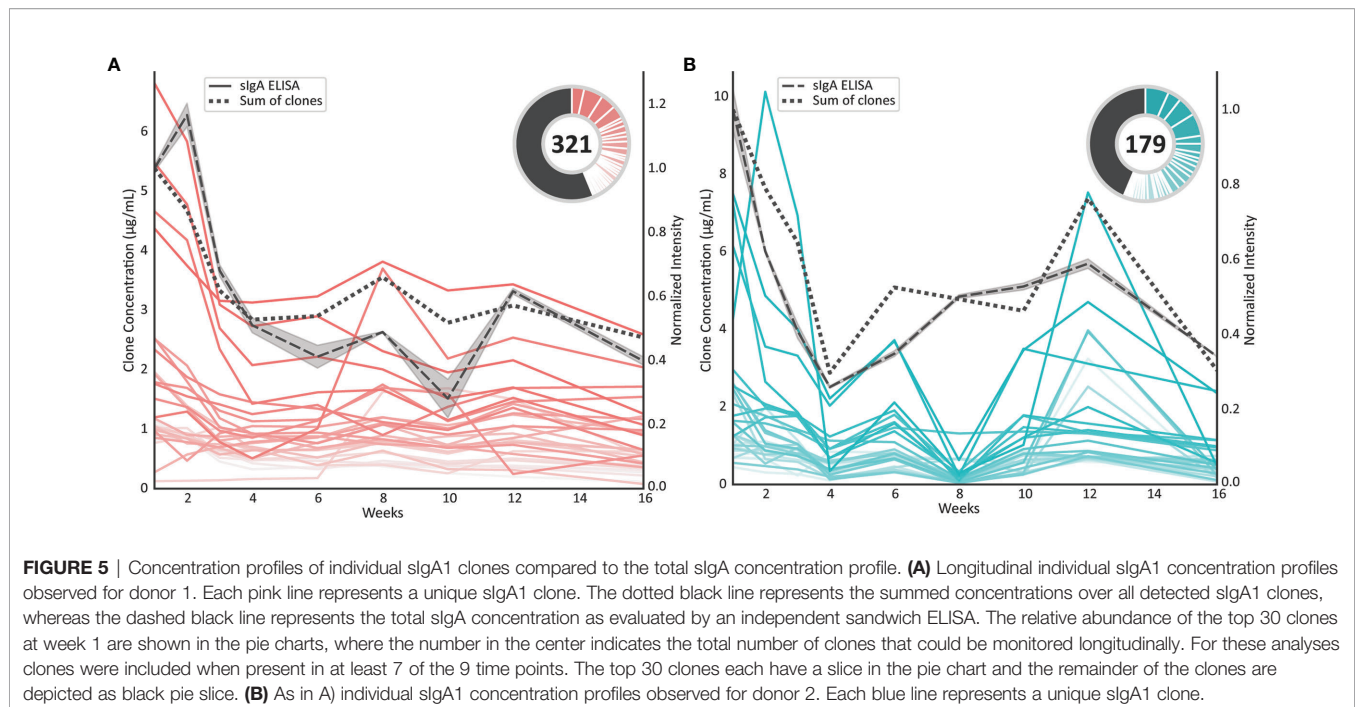 A
sIgA ELISA
Sum of clones
321
Clone Concentration (µg/mL)
6
5
4
3
2
1
0
1.2
1.0
0.8
0.6
0.4
0.2
0.0
Normalized Intensity
2 4 6 8 10 12 14 16
Weeks
B
sIgA ELISA
Sum of clones
179
Clone Concentration (µg/mL)
10
8
6
4
2
0
1.0
0.8
0.6
0.4
0.2
0.0
Normalized Intensity
2 4 6 8 10 12 14 16
Weeks
FIGURE 5 | Concentration profiles of individual sIgA1 clones compared to the total sIgA concentration profile. (A) Longitudinal individual sIgA1 concentration profiles
observed for donor 1. Each pink line represents a unique sIgA1 clone. The dotted black line represents the summed concentrations over all detected sIgA1 clones,
whereas the dashed black line represents the total sIgA concentration as evaluated by an independent sandwich ELISA. The relative abundance of the top 30 clones
at week 1 are shown in the pie charts, where the number in the center indicates the total number of clones that could be monitored longitudinally. For these analyses
clones were included when present in at least 7 of the 9 time points. The top 30 clones each have a slice in the pie chart and the remainder of the clones are
depicted as black pie slice. (B) As in A) individual sIgA1 concentration profiles observed for donor 2. Each blue line represents a unique sIgA1 clone.